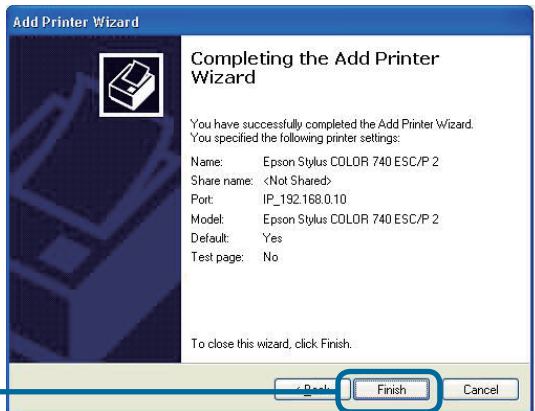 Add Printer Wizard
Completing the Add Printer
Wizard
You have successfully completed the Add Printer Wizard.
You specified the following printer settings:
Name: Epson Stylus COLOR 740 ESC/P 2
Share name: <Not Shared>
Port: IP_192.168.0.10
Model: Epson Stylus COLOR 740 ESC/P 2
Default: Yes
Test page: No
To close this wizard, click Finish.
Finish Cancel